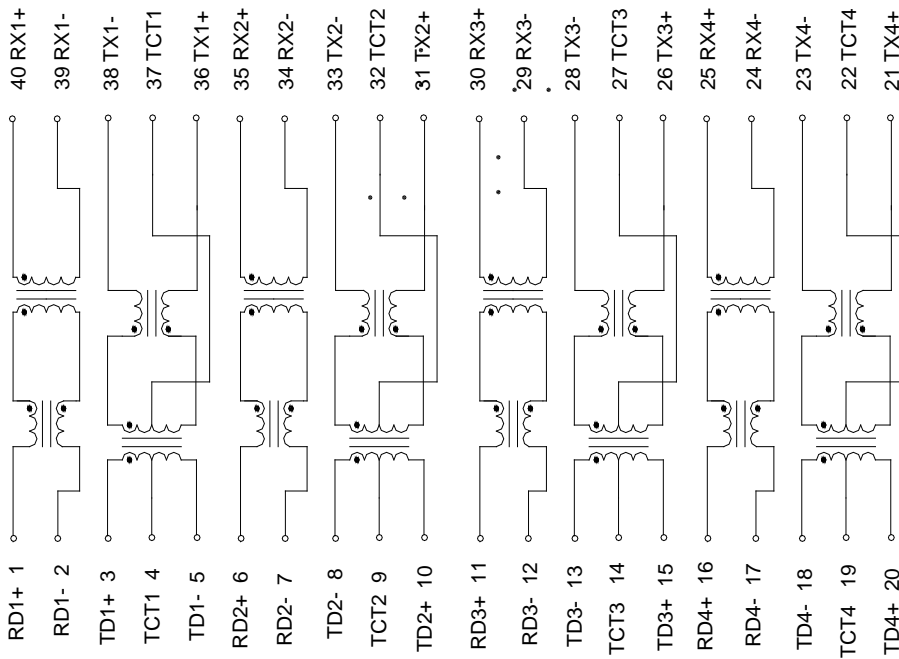 40 RX1+
39 RX1-
38 TX1-
37 TCT1
36 TX1+
35 RX2+
34 RX2-
33 TX2-
32 TCT2
31 TX2+
30 RX3+
29 RX3-
28 TX3-
27 TCT3
26 TX3+
25 RX4+
24 RX4-
23 TX4-
22 TCT4
21 TX4+
RD1+ 1
RD1- 2
TD1+ 3
TCT1 4
TD1- 5
RD2+ 6
RD2- 7
TD2- 8
TCT2 9
TD2+ 10
RD3+ 11
RD3- 12
TD3- 13
TCT3 14
TD3+ 15
RD4+ 16
RD4- 17
TD4- 18
TCT4 19
TD4+ 20